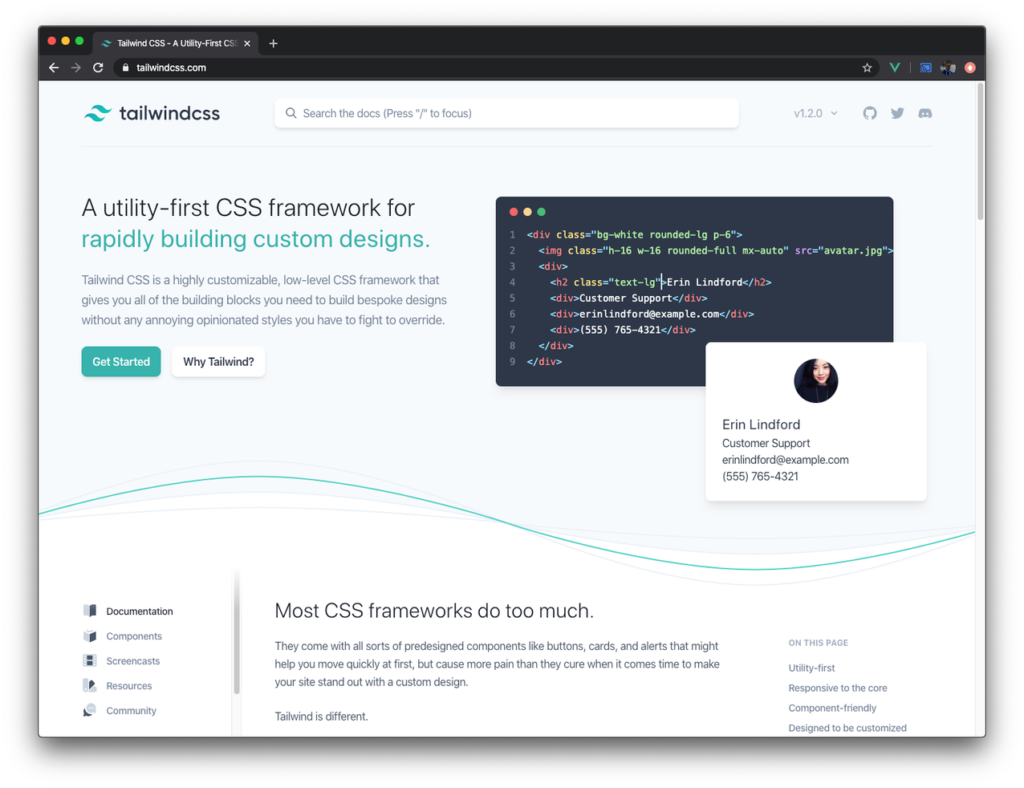 Tailwind CSS - A Utility-First CSS
tailwindcss.com
tailwindcss
Search the docs (Press "/" to focus)
v1.2.0
A utility-first CSS framework for
rapidly building custom designs.
Tailwind CSS is a highly customizable, low-level CSS framework that
gives you all of the building blocks you need to build bespoke designs
without any annoying opinionated styles you have to fight to override.
Get Started
Why Tailwind?
1 <div class="bg-white rounded-lg p-6">
2 <img class="h-16 w-16 rounded-full mx-auto" src="avatar.jpg">
3 <div>
4 <h2 class="text-lg">Erin Lindford</h2>
5 <div>Customer Support</div>
6 <div>erinlindford@example.com</div>
7 <div>(555) 765-4321</div>
8 </div>
9 </div>
Erin Lindford
Customer Support
erinlindford@example.com
(555) 765-4321
Documentation
Components
Screencasts
Resources
Community
Most CSS frameworks do too much.
They come with all sorts of predesigned components like buttons, cards, and alerts that might
help you move quickly at first, but cause more pain than they cure when it comes time to make
your site stand out with a custom design.
Tailwind is different.
ON THIS PAGE
Utility-first
Responsive to the core
Component-friendly
Designed to be customized